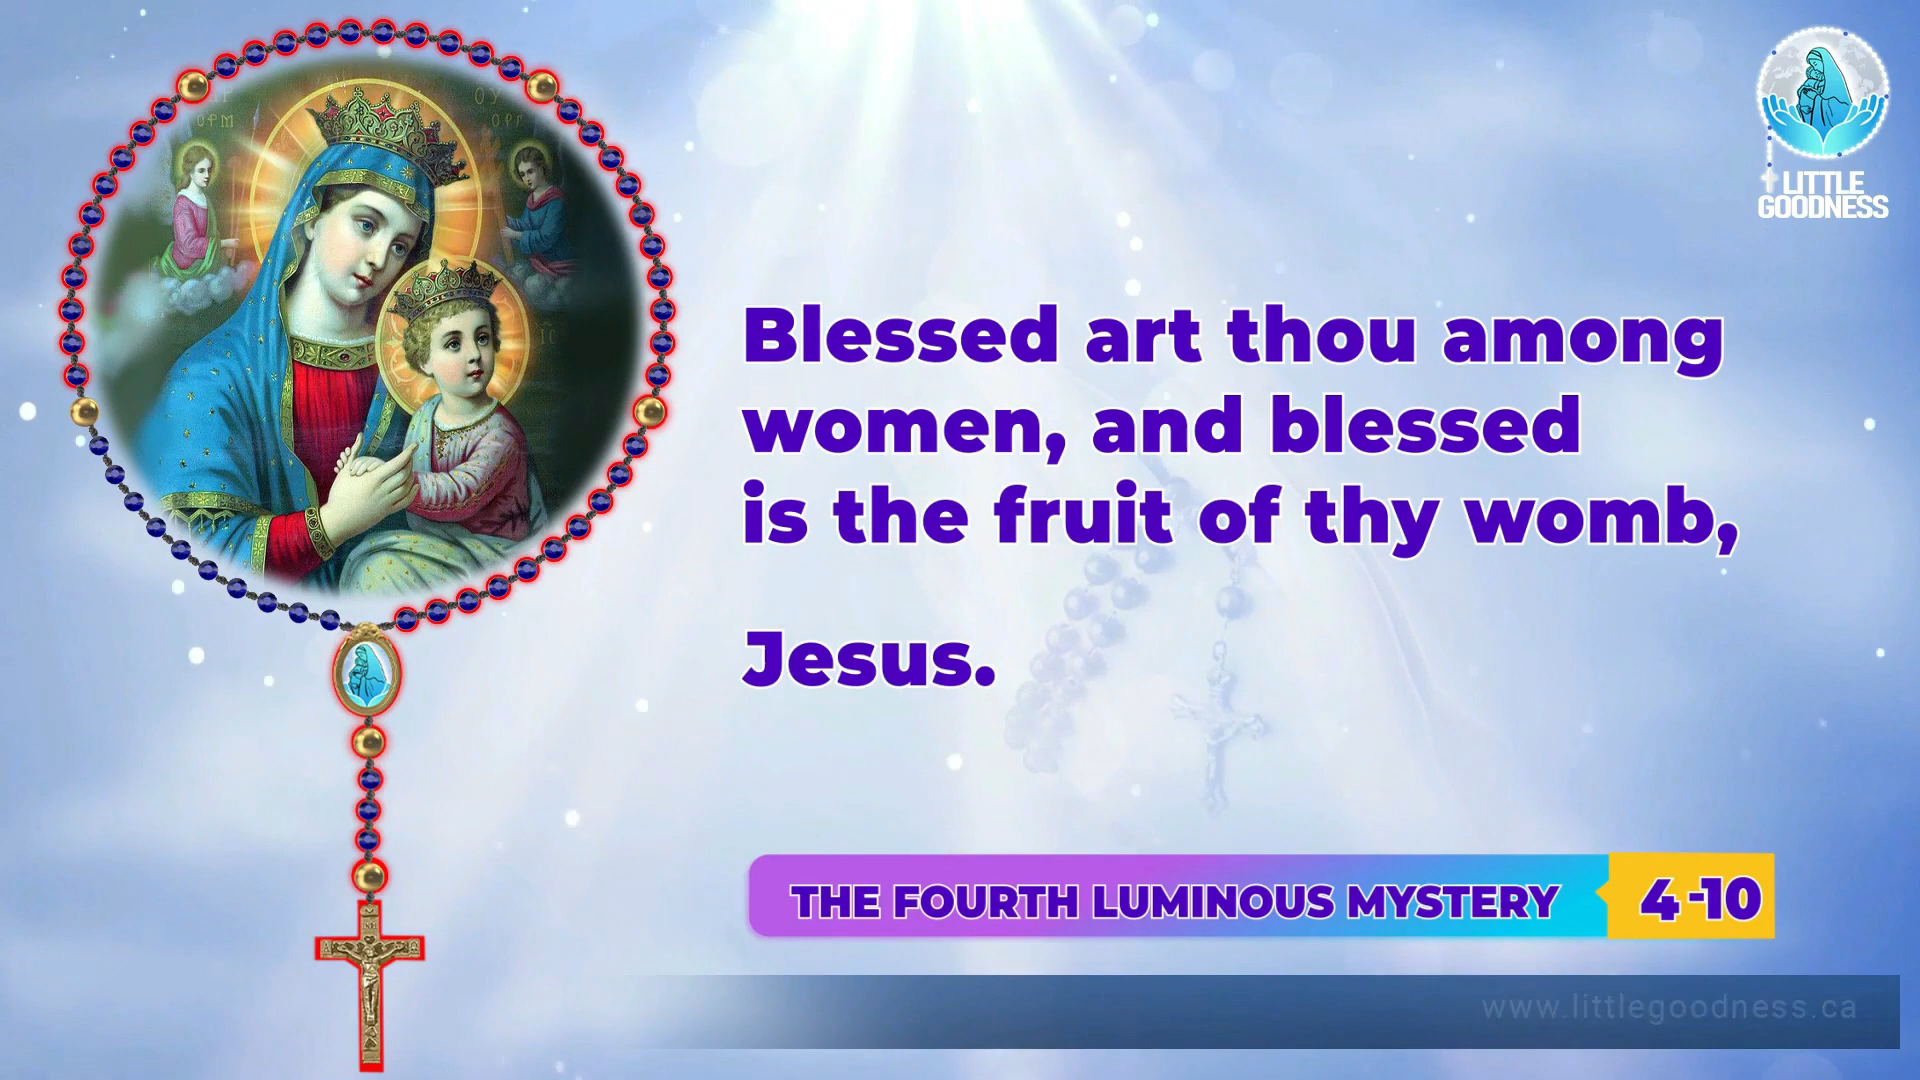 LITTLE
GOODNESS
Blessed art thou among
women, and blessed
is the fruit of thy womb,
Jesus.
THE FOURTH LUMINOUS MYSTERY 4-10
www.littlegoodness.ca